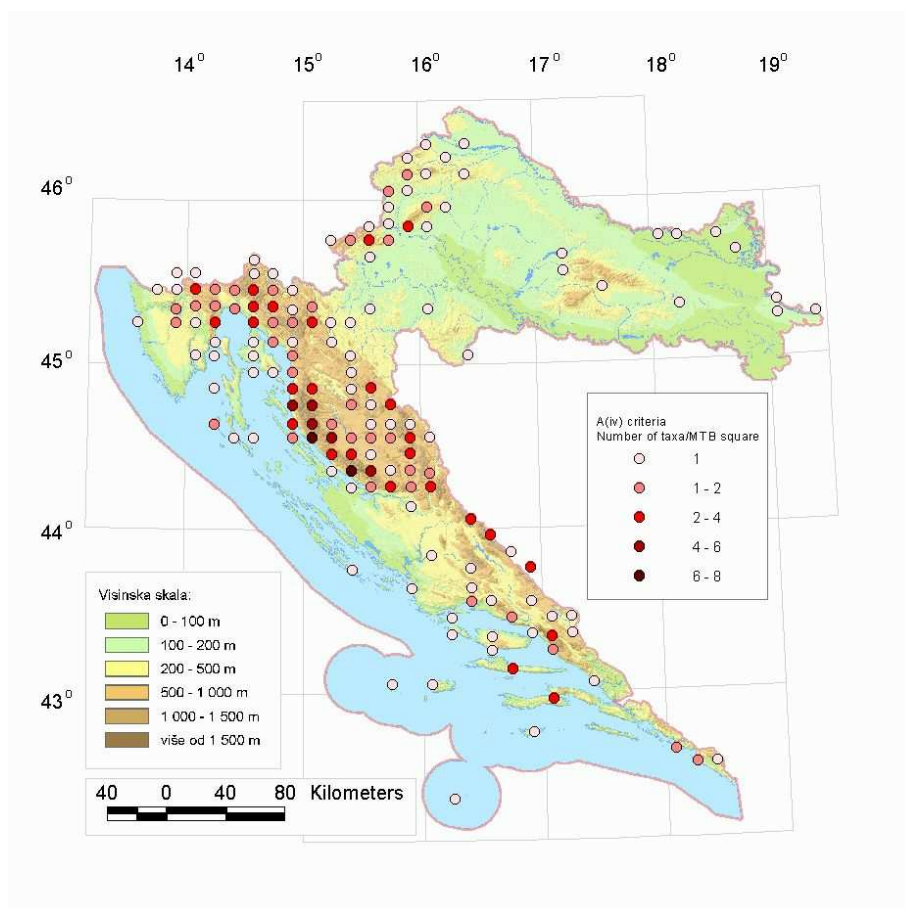 14⁰ 15⁰ 16⁰ 17⁰ 18⁰ 19⁰
46⁰
45⁰
44⁰
43⁰
A(iv) criteria
Number of taxa/MTB square
1
1 - 2
2 - 4
4 - 6
6 - 8
Visinska skala:
0 - 100 m
100 - 200 m
200 - 500 m
500 - 1 000 m
1 000 - 1 500 m
više od 1 500 m
40 0 40 80 Kilometers